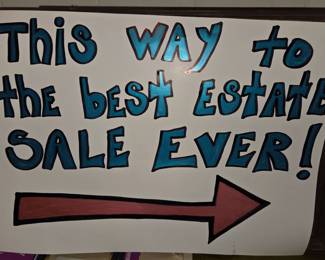 This WAY to
the best ESTATE
SALE EVER!